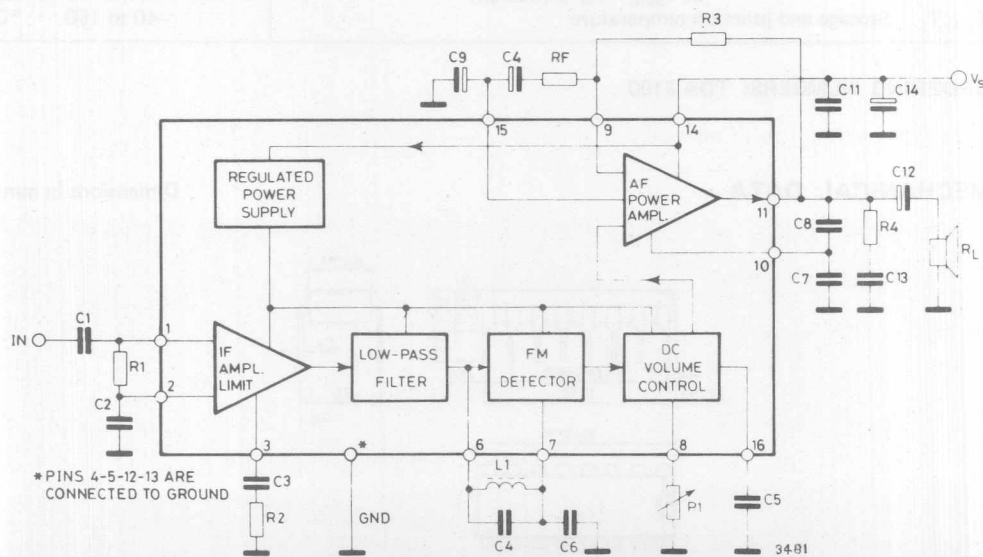 R3
C9
C4
RF
C11
C14
Vs
15
9
14
REGULATED
POWER
SUPPLY
AF
POWER
AMPL.
11
C12
C8
R4
RL
10
C7
C13
IN
C1
1
R1
2
C2
IF
AMPL.
LIMIT
LOW-PASS
FILTER
FM
DETECTOR
DC
VOLUME
CONTROL
3
*
6
7
8
16
*PINS 4-5-12-13 ARE
CONNECTED TO GROUND
C3
R2
GND
L1
C4
C6
P1
C5
3481